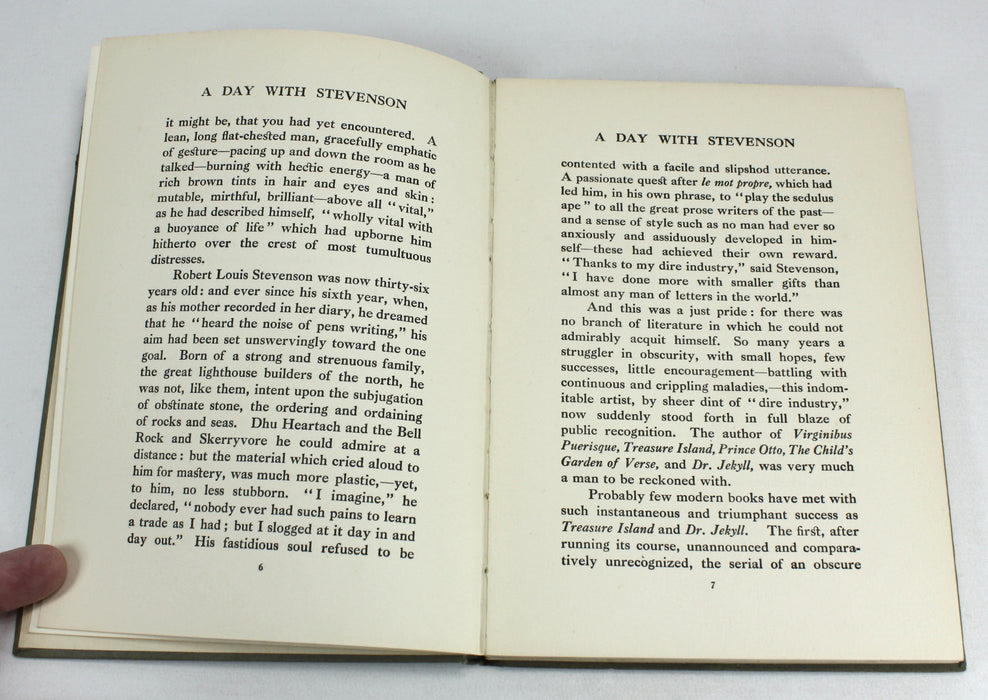 A DAY WITH STEVENSON
it might be, that you had yet encountered. A
lean, long flat-chested man, gracefully emphatic
of gesture—pacing up and down the room as he
talked—burning with hectic energy—a man of
rich brown tints in hair and eyes and skin:
mutable, mirthful, brilliant—above all "vital,"
as he had described himself, "wholly vital with
a buoyance of life" which had upborne him
hitherto over the crest of most tumultuous
distresses.
Robert Louis Stevenson was now thirty-six
years old: and ever since his sixth year, when,
as his mother recorded in her diary, he dreamed
that he "heard the noise of pens writing," his
aim had been set unswervingly toward the one
goal. Born of a strong and strenuous family,
the great lighthouse builders of the north, he
was not, like them, intent upon the subjugation
of obstinate stone, the ordering and ordaining
of rocks and seas. Dhu Heartach and the Bell
Rock and Skerryvore he could admire at a
distance: but the material which cried aloud to
him for mastery, was much more plastic,—yet,
to him, no less stubborn. "I imagine," he
declared, "nobody ever had such pains to learn
a trade as I had; but I slogged at it day in and
day out." His fastidious soul refused to be
6
A DAY WITH STEVENSON
contented with a facile and slipshod utterance.
A passionate quest after le mot propre, which had
led him, in his own phrase, to "play the sedulus
ape" to all the great prose writers of the past—
and a sense of style such as no man had ever so
anxiously and assiduously developed in him-
self—these had achieved their own reward.
"Thanks to my dire industry," said Stevenson,
"I have done more with smaller gifts than
almost any man of letters in the world."
And this was a just pride: for there was
no branch of literature in which he could not
admirably acquit himself. So many years a
struggler in obscurity, with small hopes, few
successes, little encouragement—battling with
continuous and crippling maladies,—this indom-
itable artist, by sheer dint of "dire industry,"
now suddenly stood forth in full blaze of
public recognition. The author of Virginibus
Puerisque, Treasure Island, Prince Otto, The Child's
Garden of Verse, and Dr. Jekyll, was very much
a man to be reckoned with.
Probably few modern books have met with
such instantaneous and triumphant success as
Treasure Island and Dr. Jekyll. The first, after
running its course, unannounced and compara-
tively unrecognized, the serial of an obscure
7